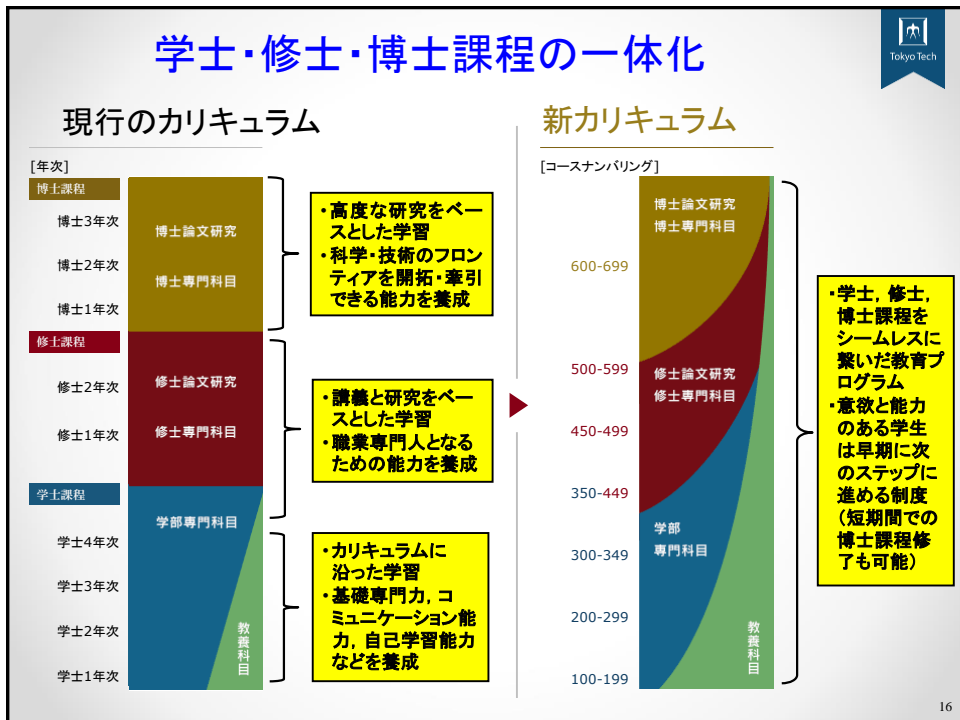 学士・修士・博士課程の一体化
Tokyo Tech
現行のカリキュラム
[年次]
博士課程
博士3年次
博士2年次
博士1年次
修士課程
修士2年次
修士1年次
学士課程
学士4年次
学士3年次
学士2年次
学士1年次
博士論文研究
博士専門科目
修士論文研究
修士専門科目
学部専門科目
教養科目
・高度な研究をベー
スとした学習
・科学・技術のフロン
ティアを開拓・牽引
できる能力を養成
・講義と研究をベー
スとした学習
・職業専門人となる
ための能力を養成
・カリキュラムに
沿った学習
・基礎専門力, コ
ミュニケーション能
力, 自己学習能力
などを養成
新カリキュラム
[コースナンバリング]
600-699
500-599
450-499
350-449
300-349
200-299
100-199
博士論文研究
博士専門科目
修士論文研究
修士専門科目
学部
専門科目
教養科目
・学士, 修士,
博士課程を
シームレスに
繋いだ教育プ
ログラム
・意欲と能力
のある学生
は早期に次
のステップに
進める制度
(短期間での
博士課程修
了も可能)
16